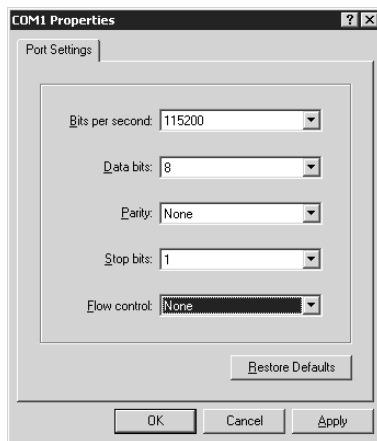 COM1 Properties
Port Settings
Bits per second: 115200
Data bits: 8
Parity: None
Stop bits: 1
Flow control: None
Restore Defaults
OK Cancel Apply